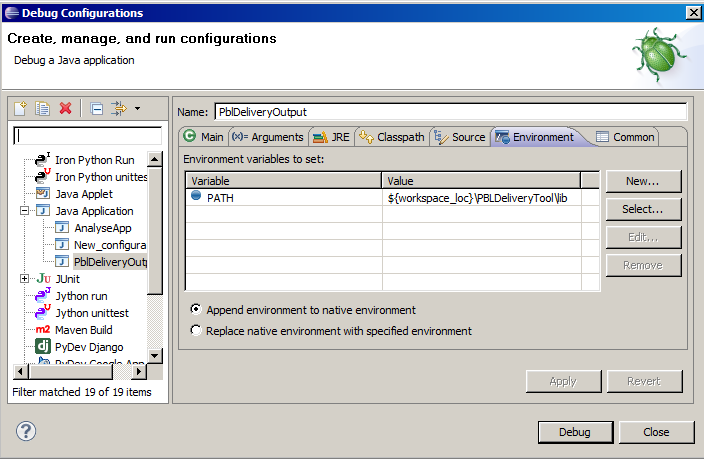 Debug Configurations
Create, manage, and run configurations
Debug a Java application
Name: PblDeliveryOutput
Main (x)= Arguments JRE Classpath Source Environment Common
Environment variables to set:
Variable Value
PATH ${workspace_loc}\PBLDeliveryTool\lib
New...
Select...
Edit...
Remove
Append environment to native environment
Replace native environment with specified environment
Apply Revert
Iron Python Run
Iron Python unittes
Java Applet
Java Application
AnalyseApp
New_configura
PblDeliveryOutp
JU JUnit
Jython run
Jython unittest
m2 Maven Build
dj PyDev Django
PyDev Google App
Filter matched 19 of 19 items
? Debug Close